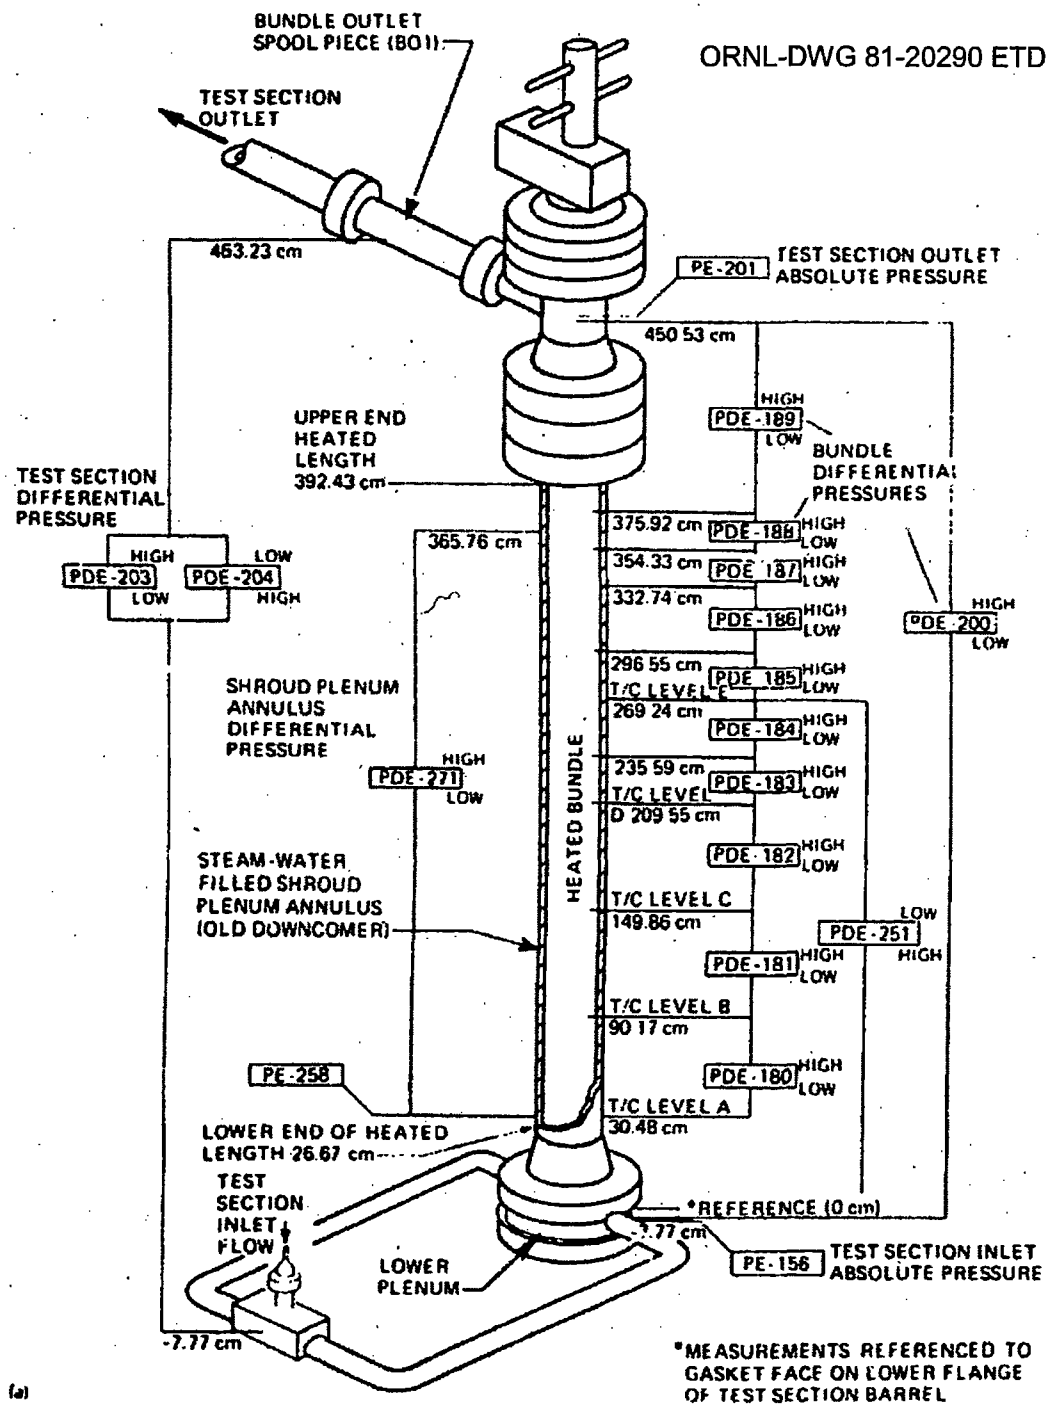 BUNDLE OUTLET
SPOOL PIECE (BO1)
ORNL-DWG 81-20290 ETD
TEST SECTION
OUTLET
463.23 cm
PE-201
TEST SECTION OUTLET
ABSOLUTE PRESSURE
450 53 cm
HIGH
PDE-189
LOW
UPPER END
HEATED
LENGTH
392.43 cm
BUNDLE
DIFFERENTIAL
PRESSURES
TEST SECTION
DIFFERENTIAL
PRESSURE
HIGH
PDE-203
LOW
LOW
PDE-204
HIGH
365.76 cm
375.92 cm
PDE-188
HIGH
LOW
354.33 cm
PDE 187
HIGH
LOW
332.74 cm
PDE-186
HIGH
LOW
HIGH
PDE 200
LOW
296 55 cm
PDE 185
HIGH
LOW
T/C LEVEL E
269 24 cm
PDE-184
HIGH
LOW
SHROUD PLENUM
ANNULUS
DIFFERENTIAL
PRESSURE
HIGH
PDE-271
LOW
HEATED BUNDLE
235 59 cm
PDE-183
HIGH
LOW
T/C LEVEL
D 209 55 cm
PDE-182
HIGH
LOW
STEAM-WATER
FILLED SHROUD
PLENUM ANNULUS
(OLD DOWNCOMER)
T/C LEVEL C
149.86 cm
LOW
PDE-251
HIGH
PDE-181
HIGH
LOW
T/C LEVEL B
90 17 cm
PE-258
PDE-180
HIGH
LOW
T/C LEVEL A
30.48 cm
LOWER END OF HEATED
LENGTH 26.67 cm
TEST
SECTION
INLET
FLOW
*REFERENCE (0 cm)
-7.77 cm
LOWER
PLENUM
PE-156
TEST SECTION INLET
ABSOLUTE PRESSURE
-7.77 cm
*MEASUREMENTS REFERENCED TO
GASKET FACE ON LOWER FLANGE
OF TEST SECTION BARREL
(a)